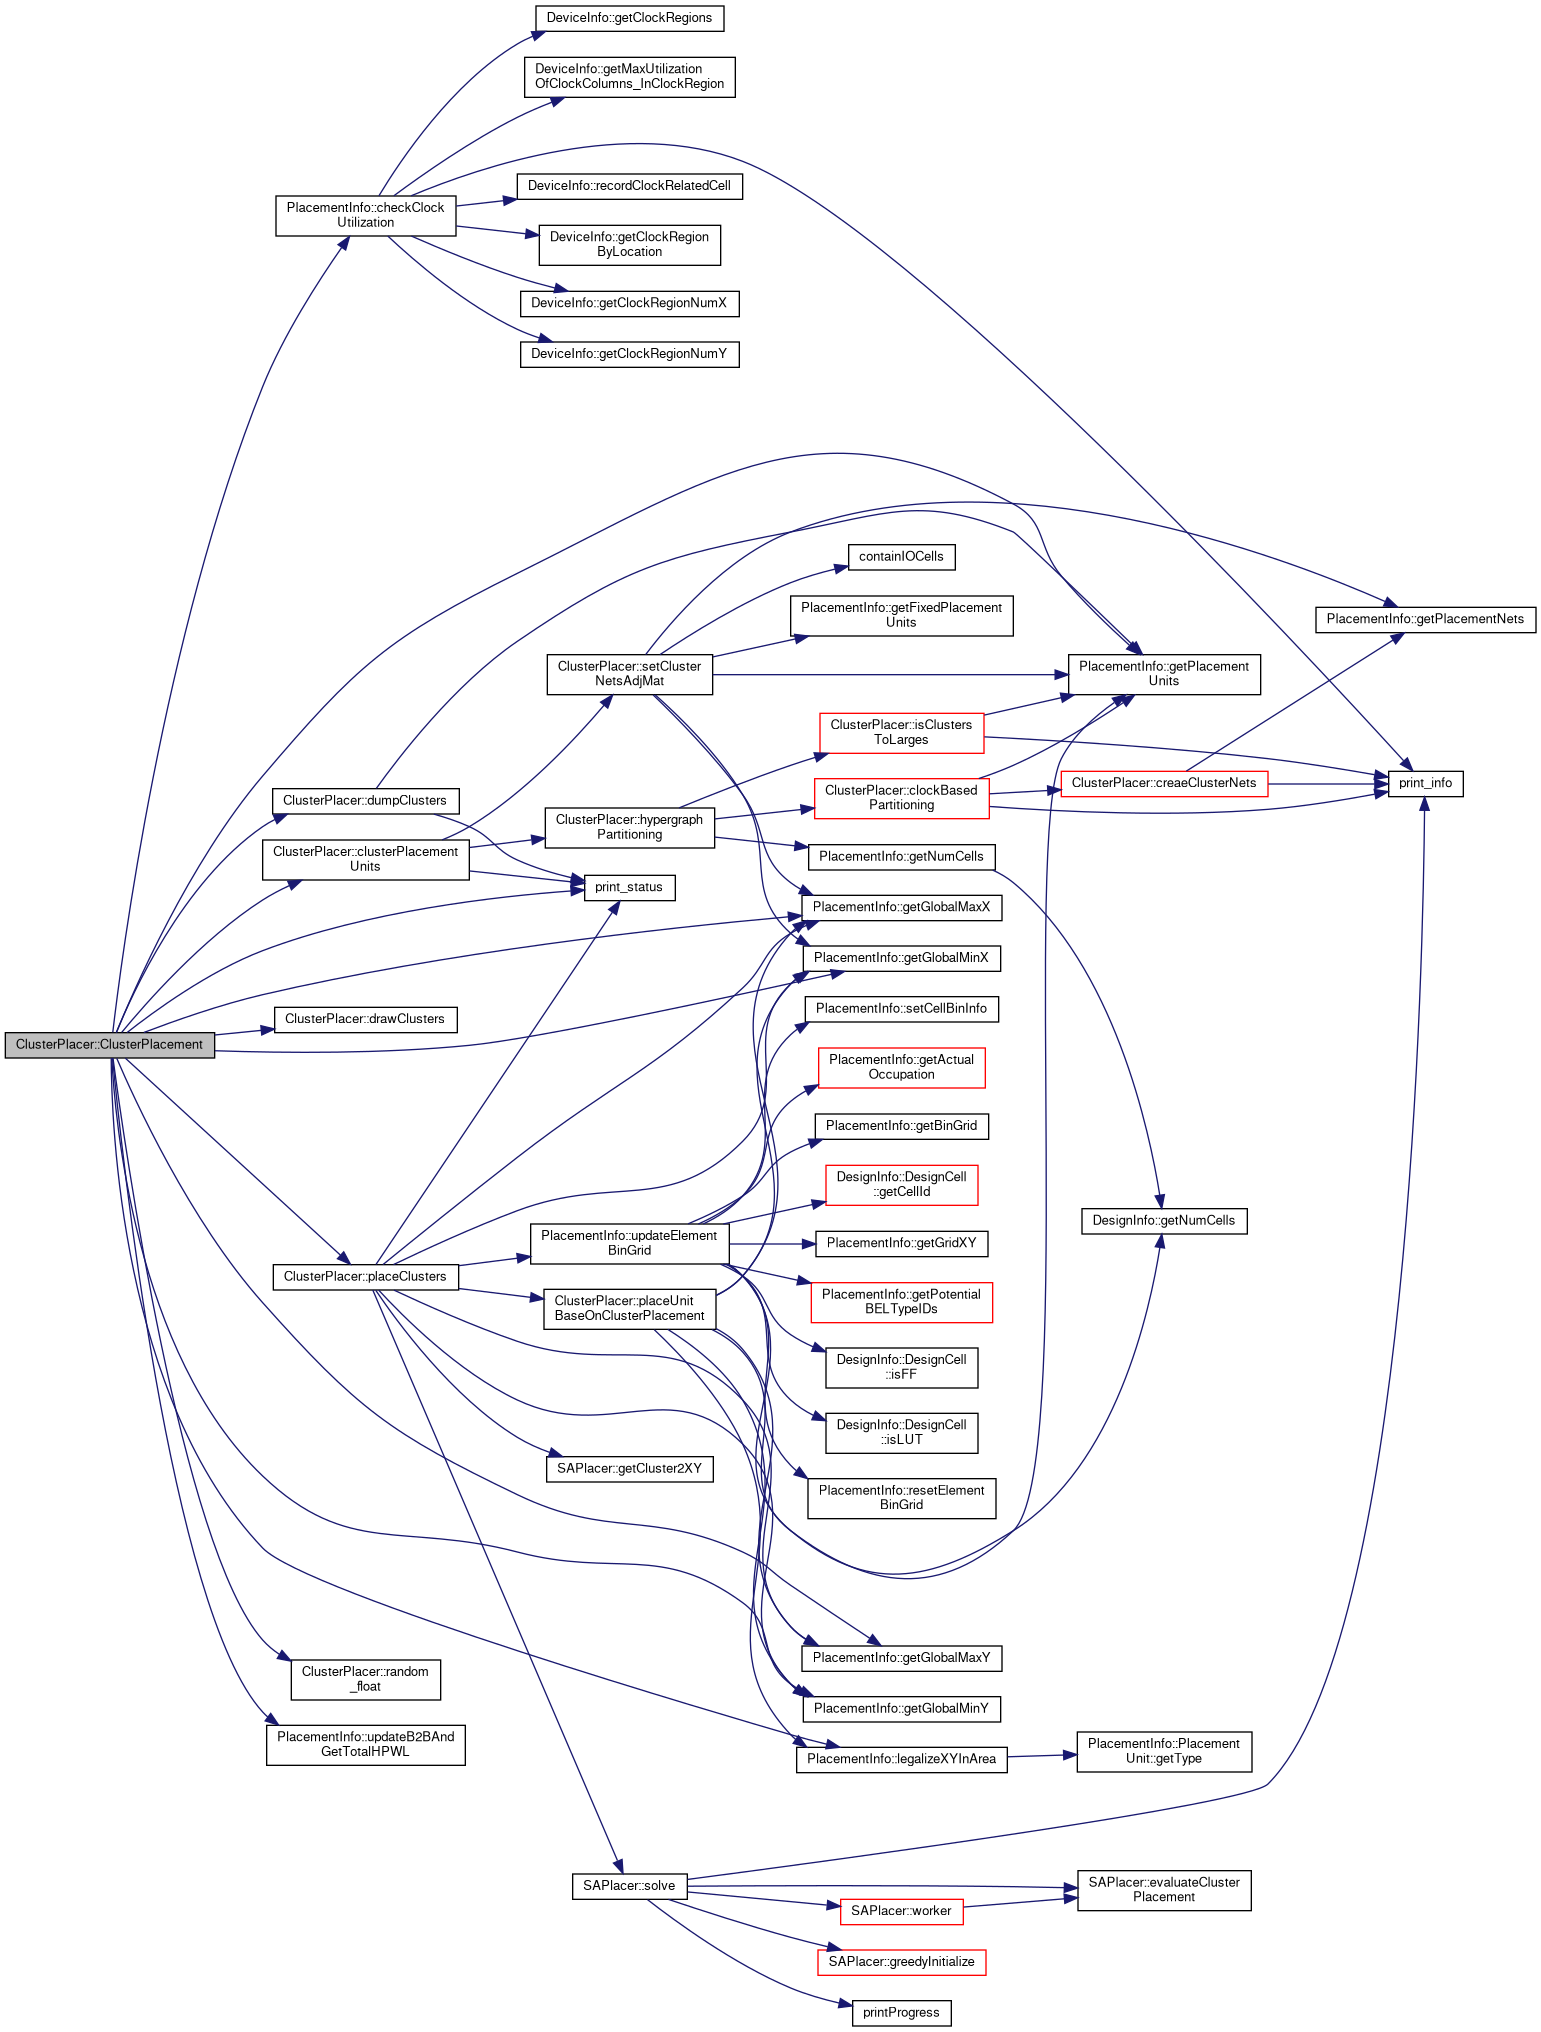 DeviceInfo::getClockRegions
DeviceInfo::getMaxUtilization
OfClockColumns_InClockRegion
DeviceInfo::recordClockRelatedCell
PlacementInfo::checkClock
Utilization
DeviceInfo::getClockRegion
ByLocation
DeviceInfo::getClockRegionNumX
DeviceInfo::getClockRegionNumY
containIOCells
PlacementInfo::getFixedPlacement
Units
PlacementInfo::getPlacementNets
ClusterPlacer::setCluster
NetsAdjMat
PlacementInfo::getPlacement
Units
ClusterPlacer::isClusters
ToLarges
ClusterPlacer::clockBased
Partitioning
ClusterPlacer::creaeClusterNets
print_info
ClusterPlacer::dumpClusters
ClusterPlacer::hypergraph
Partitioning
ClusterPlacer::clusterPlacement
Units
PlacementInfo::getNumCells
print_status
PlacementInfo::getGlobalMaxX
PlacementInfo::getGlobalMinX
PlacementInfo::setCellBinInfo
ClusterPlacer::drawClusters
ClusterPlacer::ClusterPlacement
PlacementInfo::getActual
Occupation
PlacementInfo::getBinGrid
DesignInfo::DesignCell
::getCellId
DesignInfo::getNumCells
PlacementInfo::updateElement
BinGrid
PlacementInfo::getGridXY
ClusterPlacer::placeClusters
PlacementInfo::getPotential
BELTypeIDs
ClusterPlacer::placeUnit
BaseOnClusterPlacement
DesignInfo::DesignCell
::isFF
DesignInfo::DesignCell
::isLUT
SAPlacer::getCluster2XY
PlacementInfo::resetElement
BinGrid
PlacementInfo::getGlobalMaxY
ClusterPlacer::random
_float
PlacementInfo::getGlobalMinY
PlacementInfo::updateB2BAnd
GetTotalHPWL
PlacementInfo::legalizeXYInArea
PlacementInfo::Placement
Unit::getType
SAPlacer::solve
SAPlacer::evaluateCluster
Placement
SAPlacer::worker
SAPlacer::greedyInitialize
printProgress